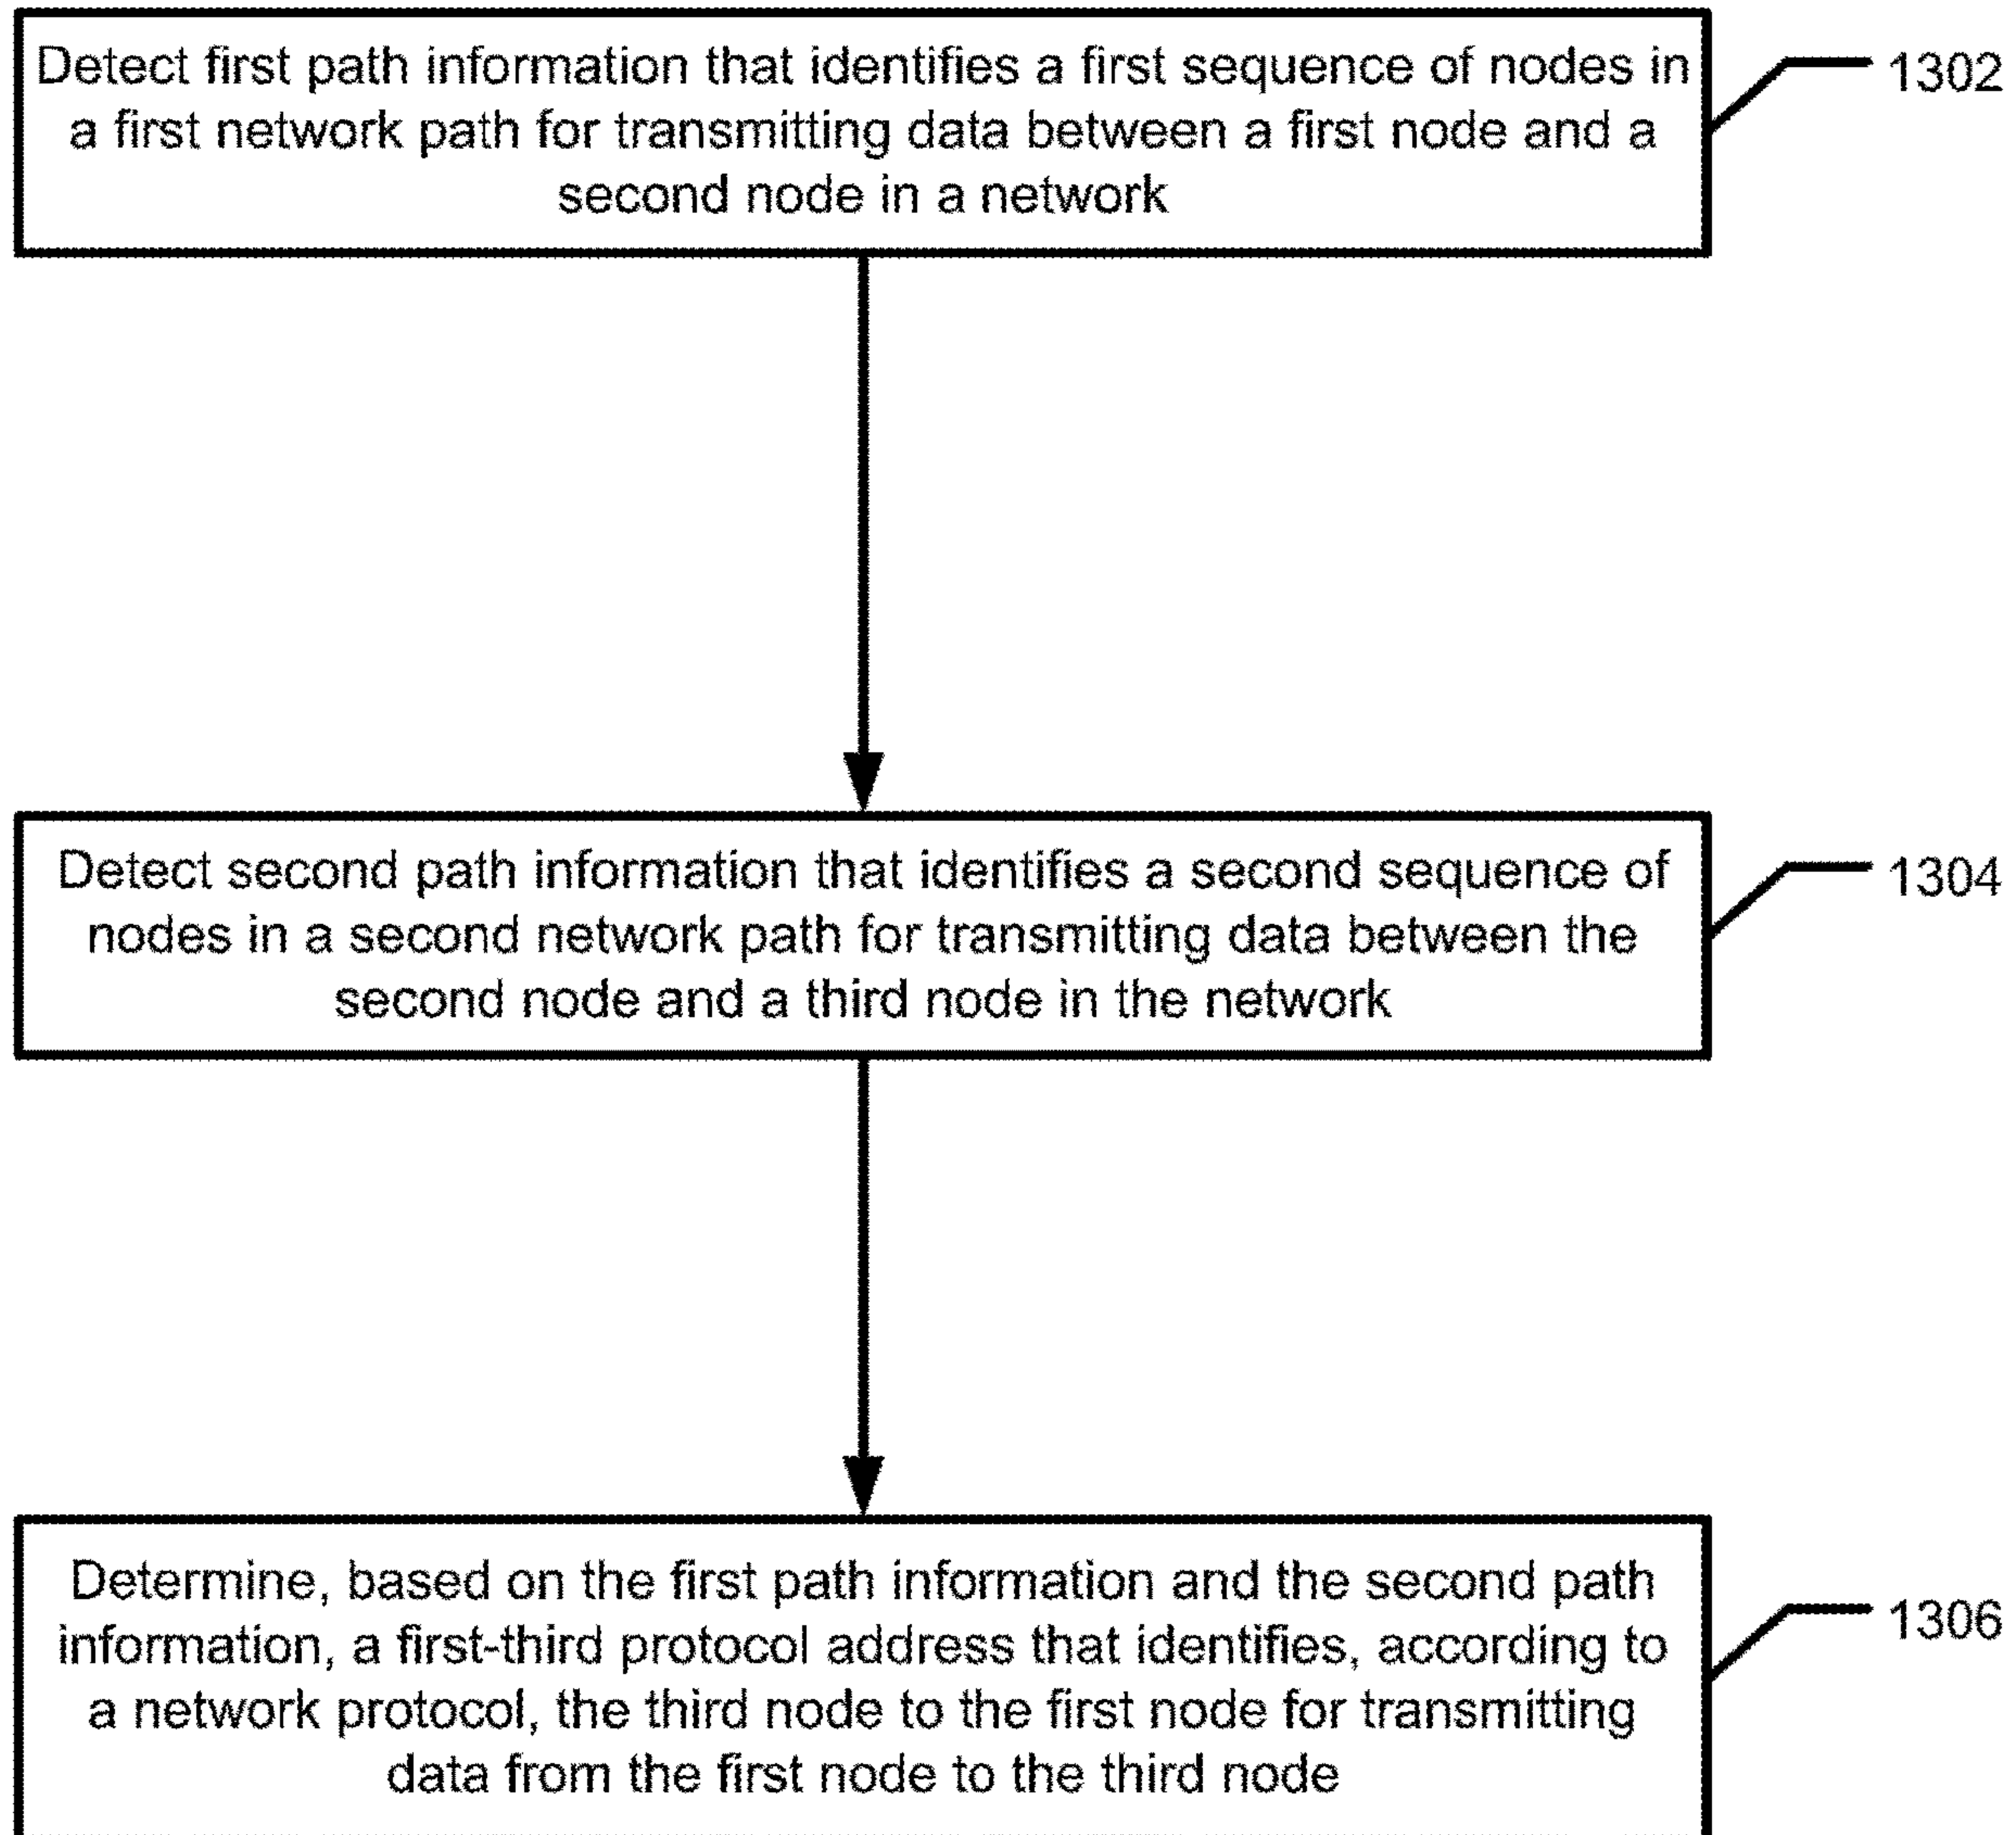 Detect first path information that identifies a first sequence of nodes in
a first network path for transmitting data between a first node and a
second node in a network
1302
Detect second path information that identifies a second sequence of
nodes in a second network path for transmitting data between the
second node and a third node in the network
1304
Determine, based on the first path information and the second path
information, a first-third protocol address that identifies, according to
a network protocol, the third node to the first node for transmitting
data from the first node to the third node
1306